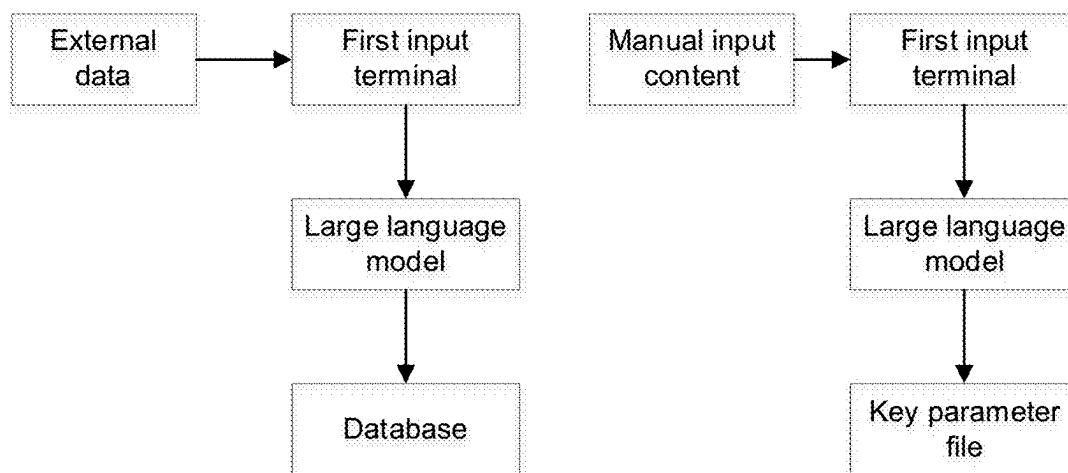 External
data
First input
terminal
Manual input
content
First input
terminal
Large language
model
Large language
model
Database
Key parameter
file